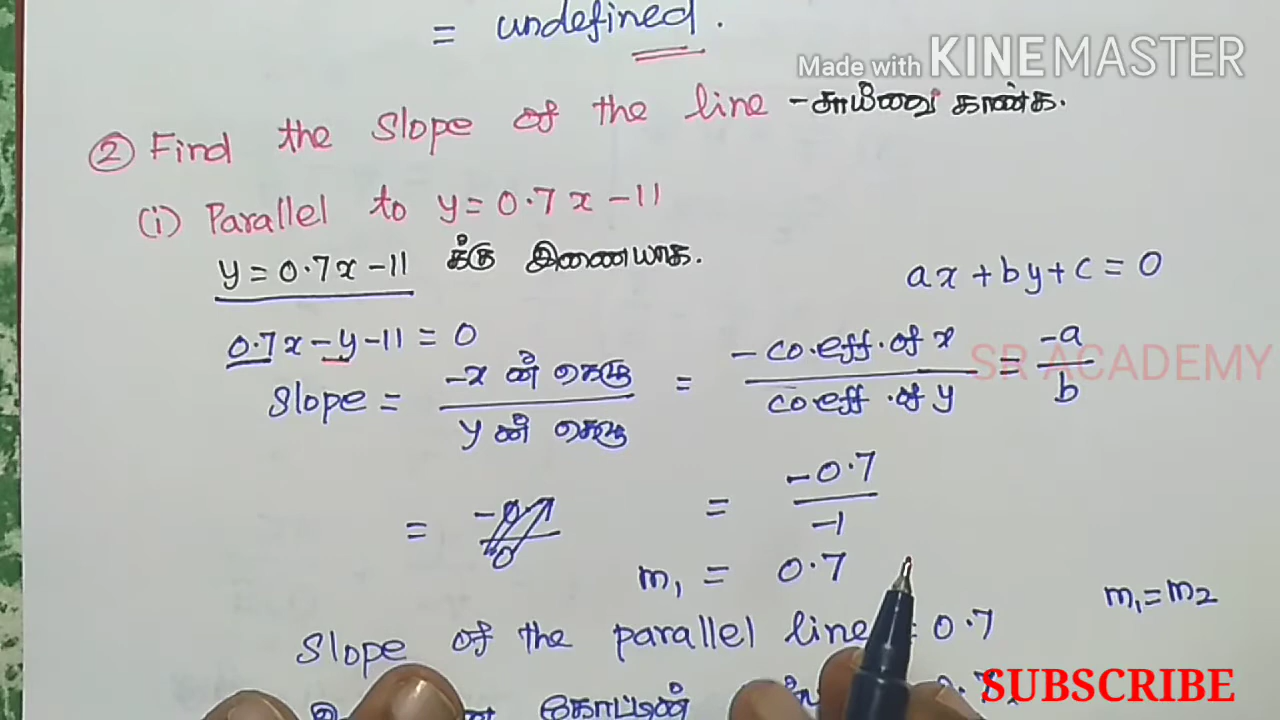 = undefined.
Made with KINEMASTER
② Find the slope of the line - சாய்வை காண்க.
(i) Parallel to y = 0.7x - 11
y = 0.7x - 11 க்கு இணையாக.
ax + by + c = 0
0.7x - y - 11 = 0
Slope = -x ன் கெழு / y ன் கெழு = - co.eff. of x / co.eff. of y = -a / b
SR ACADEMY
= = -0.7 / -1
m₁ = 0.7
m₁ = m₂
Slope of the parallel line = 0.7
கோட்டின்
SUBSCRIBE